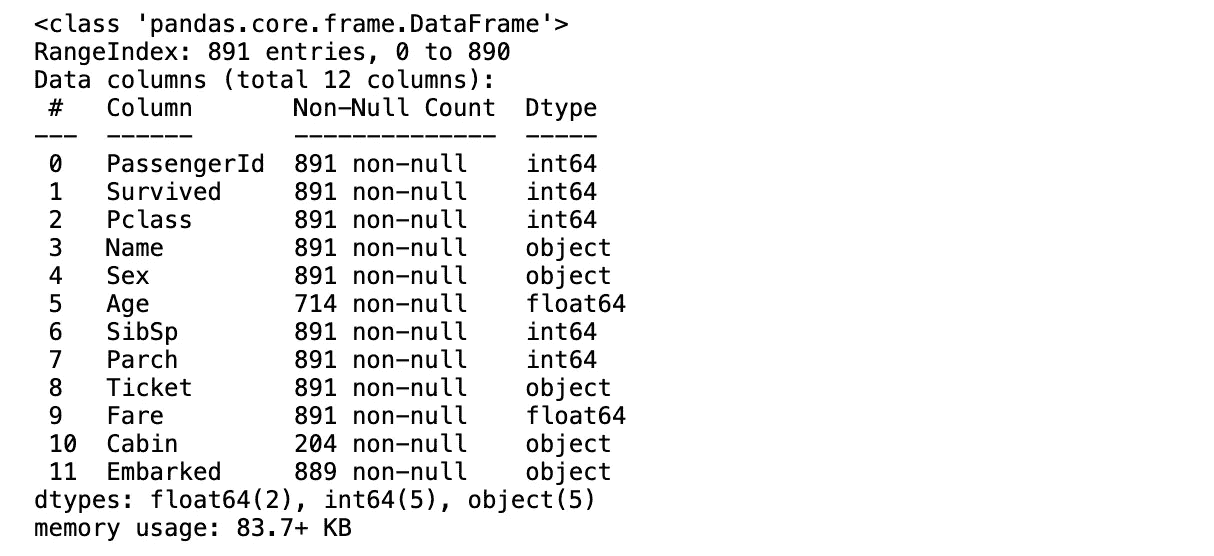 <class 'pandas.core.frame.DataFrame'>
RangeIndex: 891 entries, 0 to 890
Data columns (total 12 columns):
 #   Column       Non-Null Count  Dtype
---  ------       --------------  -----
 0   PassengerId  891 non-null    int64
 1   Survived     891 non-null    int64
 2   Pclass       891 non-null    int64
 3   Name         891 non-null    object
 4   Sex          891 non-null    object
 5   Age          714 non-null    float64
 6   SibSp        891 non-null    int64
 7   Parch        891 non-null    int64
 8   Ticket       891 non-null    object
 9   Fare         891 non-null    float64
 10  Cabin        204 non-null    object
 11  Embarked     889 non-null    object
dtypes: float64(2), int64(5), object(5)
memory usage: 83.7+ KB